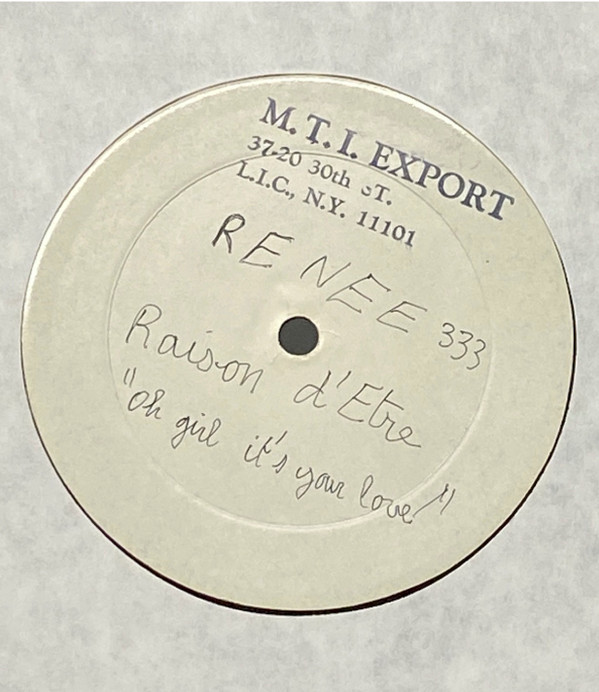 M. T. I. EXPORT
37-20 30th ST.
L.I.C., N.Y. 11101
RENEE 333
Raison d'Etre
"Oh girl it's your love"